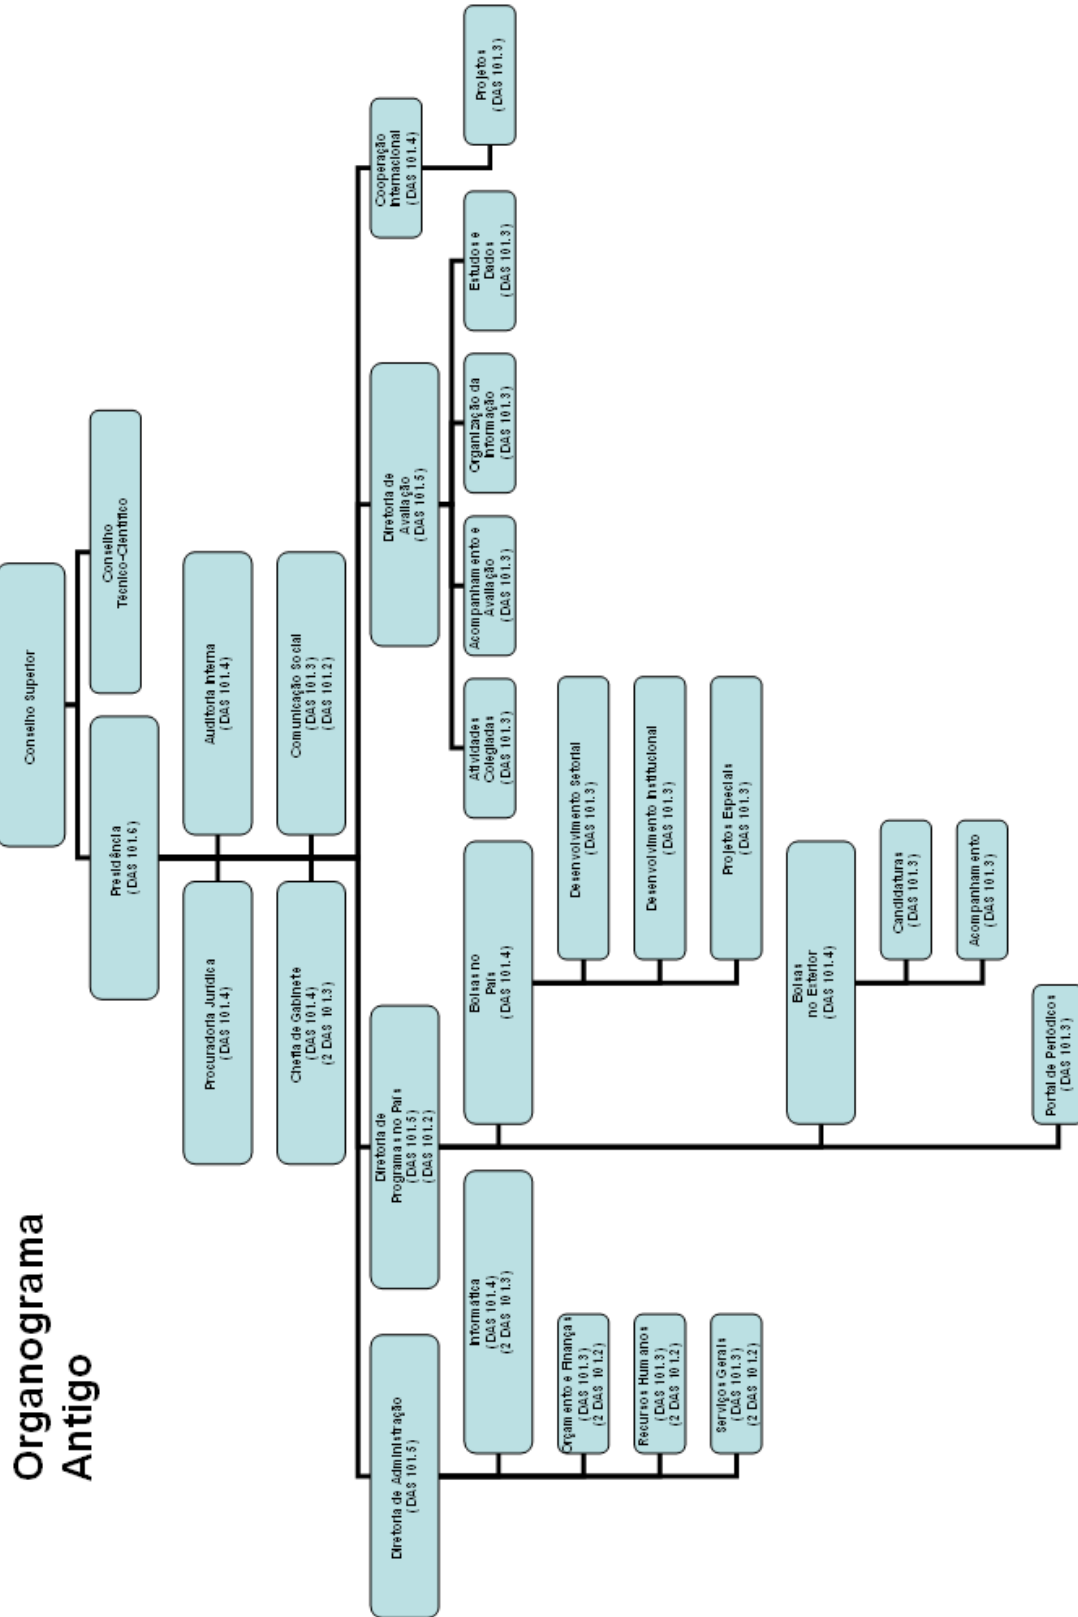 Organograma
Antigo
Conselho Superior
Presidência
(DAS 101.6)
Conselho
Técnico-Científico
Procuradoria Jurídica
(DAS 101.4)
Auditoria Interna
(DAS 101.4)
Chefia de Gabinete
(DAS 101.4)
(2 DAS 101.3)
Comunicação Social
(DAS 101.3)
(DAS 101.2)
Diretoria de Administração
(DAS 101.5)
Diretoria de
Programas no País
(DAS 101.5)
(DAS 101.2)
Diretoria de
Avaliação
(DAS 101.5)
Cooperação
Internacional
(DAS 101.4)
Informática
(DAS 101.4)
(2 DAS 101.3)
Bolsas no
País
(DAS 101.4)
Atividades
Colegiadas
(DAS 101.3)
Acompanhamento e
Avaliação
(DAS 101.3)
Organização da
Informação
(DAS 101.3)
Estudos e
Dados
(DAS 101.3)
Projetos
(DAS 101.3)
Orçamento e Finanças
(DAS 101.3)
(2 DAS 101.2)
Desenvolvimento Setorial
(DAS 101.3)
Recursos Humanos
(DAS 101.3)
(2 DAS 101.2)
Desenvolvimento Institucional
(DAS 101.3)
Serviços Gerais
(DAS 101.3)
(2 DAS 101.2)
Projetos Especiais
(DAS 101.3)
Bolsas
no Exterior
(DAS 101.4)
Candidaturas
(DAS 101.3)
Acompanhamento
(DAS 101.3)
Portal de Periódicos
(DAS 101.3)